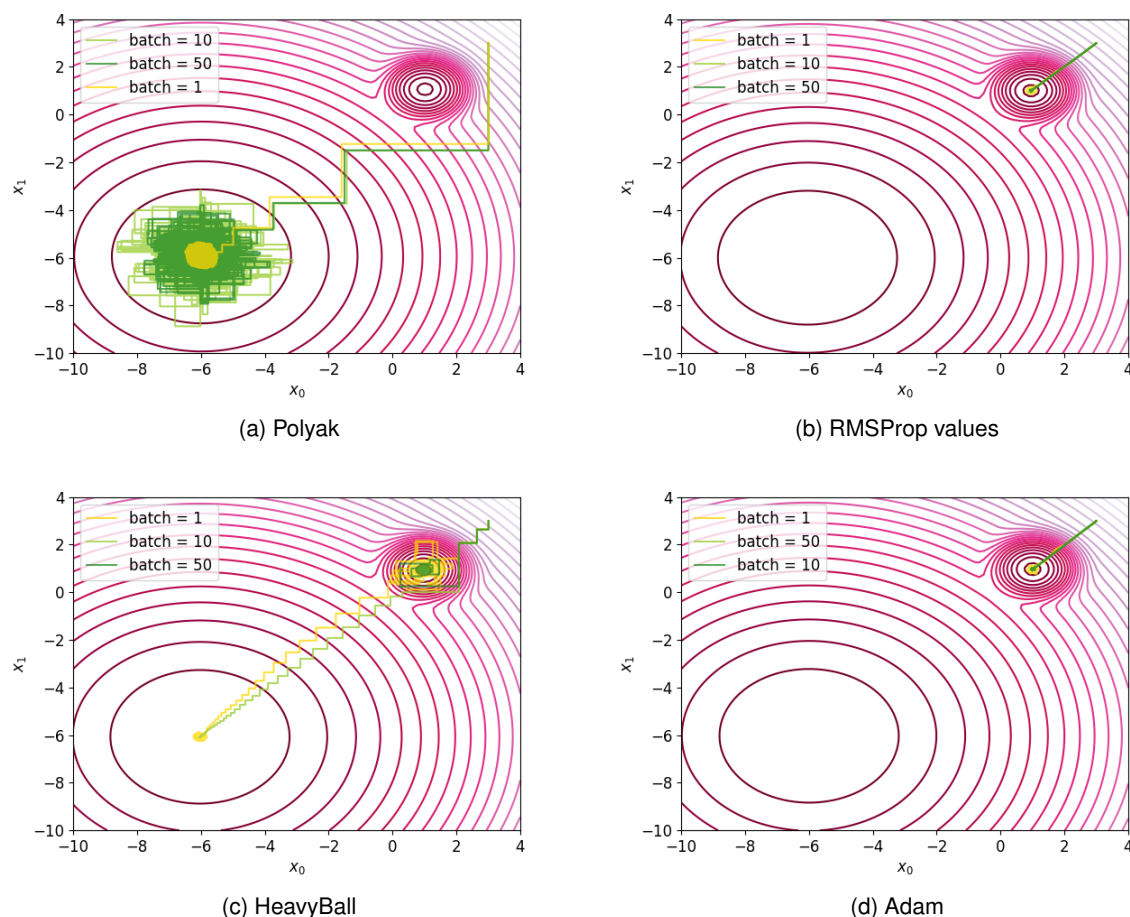 4
2
0
−2
−4
−6
−8
−10
x₁
batch = 10
batch = 50
batch = 1
−10 −8 −6 −4 −2 0 2 4
x₀
(a) Polyak
4
2
0
−2
−4
−6
−8
−10
x₁
batch = 1
batch = 10
batch = 50
−10 −8 −6 −4 −2 0 2 4
x₀
(b) RMSProp values
4
2
0
−2
−4
−6
−8
−10
x₁
batch = 1
batch = 10
batch = 50
−10 −8 −6 −4 −2 0 2 4
x₀
(c) HeavyBall
4
2
0
−2
−4
−6
−8
−10
x₁
batch = 1
batch = 50
batch = 10
−10 −8 −6 −4 −2 0 2 4
x₀
(d) Adam